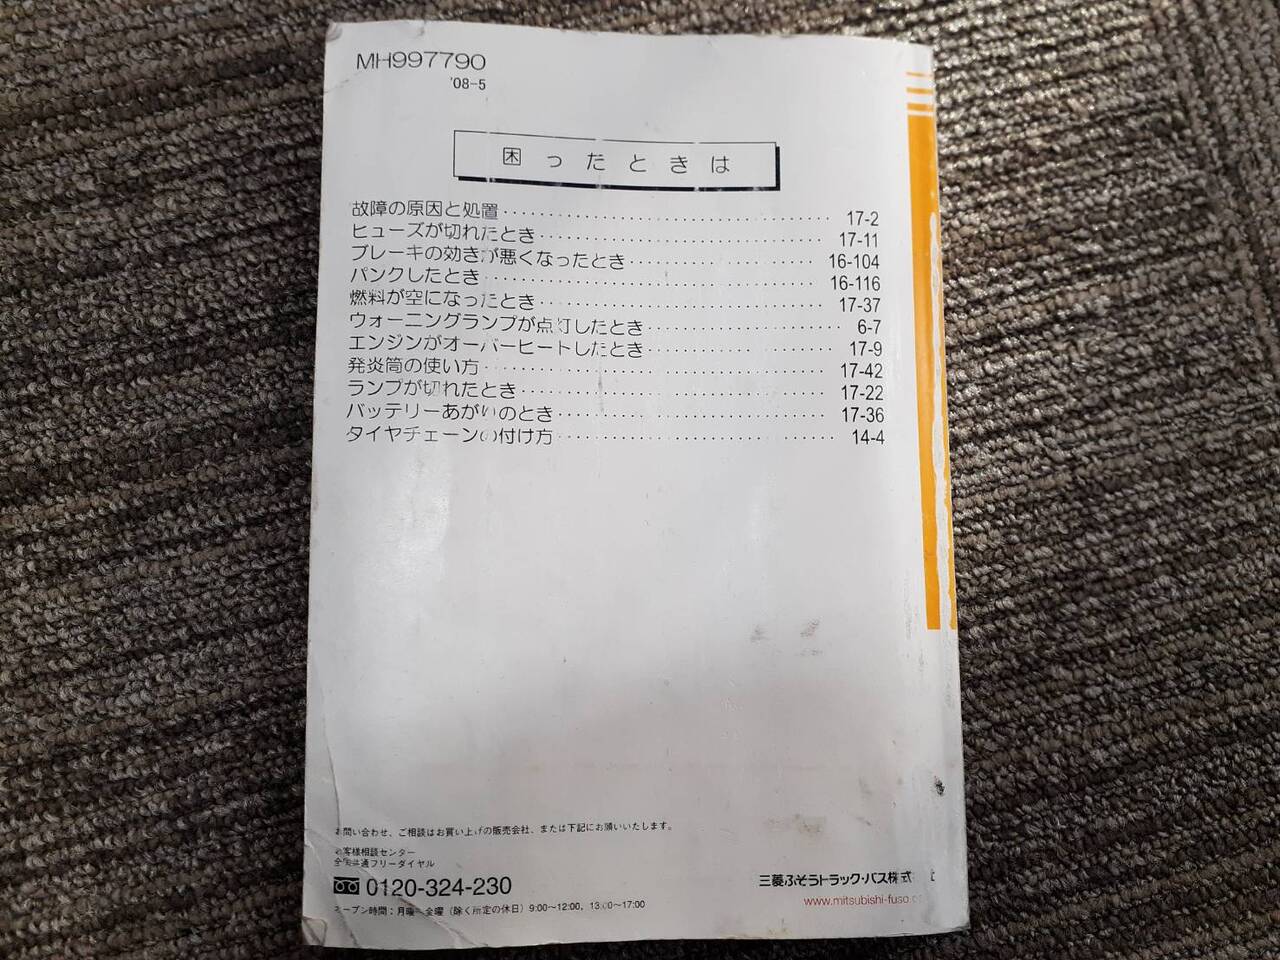 MH997790
'08-5
困ったときは
故障の原因と処置 17-2
ヒューズが切れたとき 17-11
ブレーキの効きが悪くなったとき 16-104
パンクしたとき 16-116
燃料が空になったとき 17-37
ウォーニングランプが点灯したとき 6-7
エンジンがオーバーヒートしたとき 17-9
発炎筒の使い方 17-42
ランプが切れたとき 17-22
バッテリーあがりのとき 17-36
タイヤチェーンの付け方 14-4
お問い合わせ、ご相談はお買い上げの販売会社、または下記にお願いいたします。
お客様相談センター
全国共通フリーダイヤル
0120-324-230
オープン時間：月曜〜金曜（除く所定の休日）9:00〜12:00, 13:00〜17:00
三菱ふそうトラック・バス株式
www.mitsubishi-fuso.c